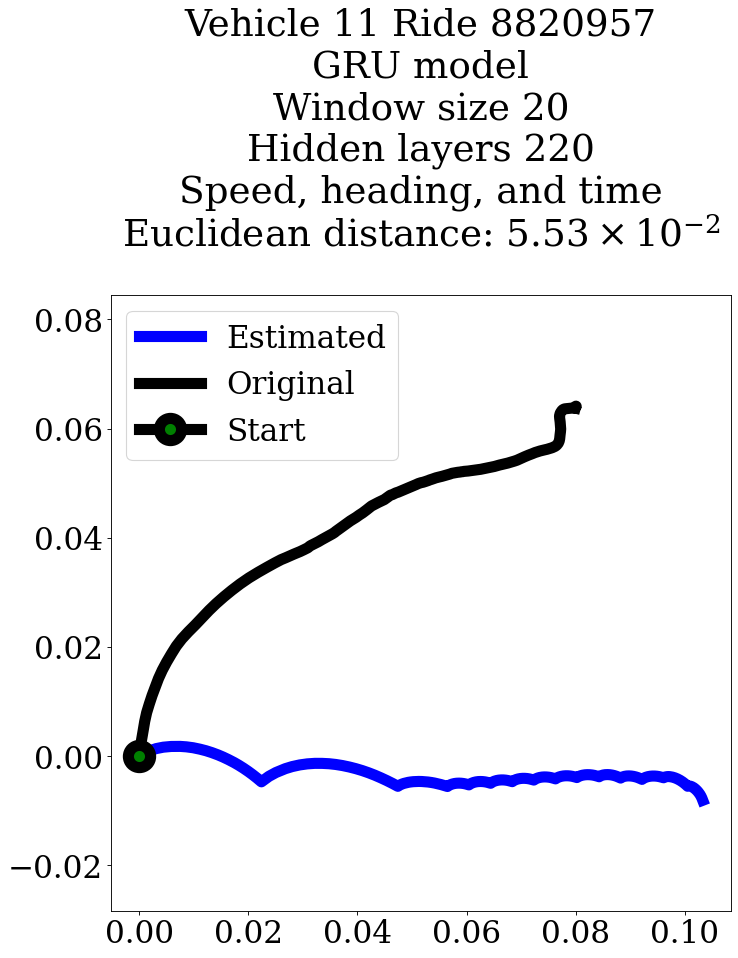 Vehicle 11 Ride 8820957
GRU model
Window size 20
Hidden layers 220
Speed, heading, and time
Euclidean distance: 5.53 × 10⁻²
Estimated
Original
Start
0.08
0.06
0.04
0.02
0.00
−0.02
0.00 0.02 0.04 0.06 0.08 0.10